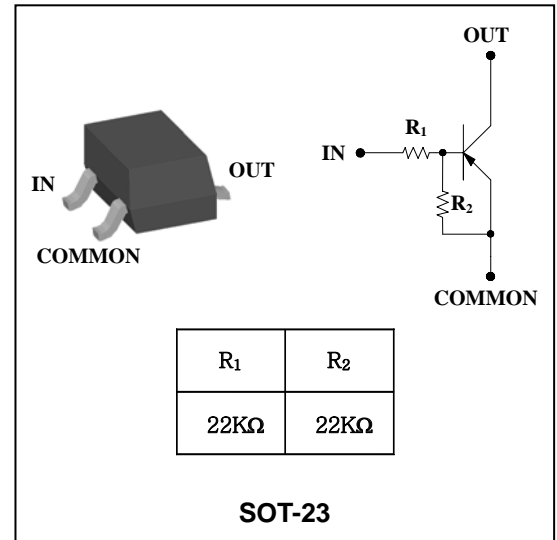 OUT
R₁
IN
R₂
COMMON
IN
OUT
COMMON
R₁ R₂
22KΩ 22KΩ
SOT-23